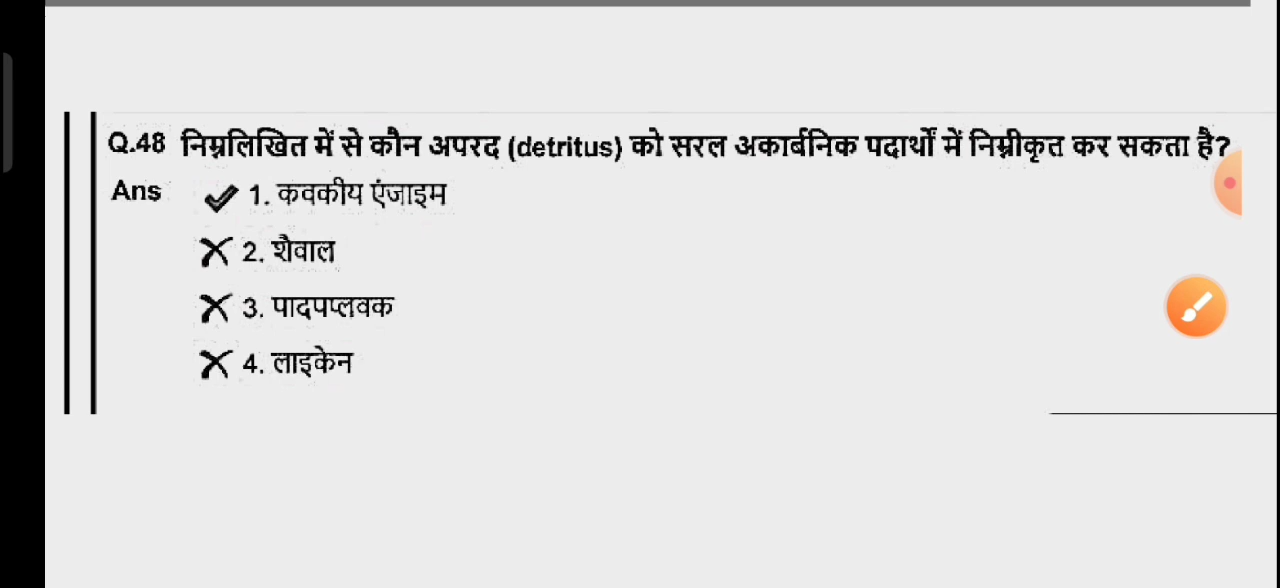 Q.48 निम्नलिखित में से कौन अपरद (detritus) को सरल अकार्बनिक पदार्थों में निम्नीकृत कर सकता है?
Ans 1. कवकीय एंजाइम
2. शैवाल
3. पादपप्लवक
4. लाइकेन